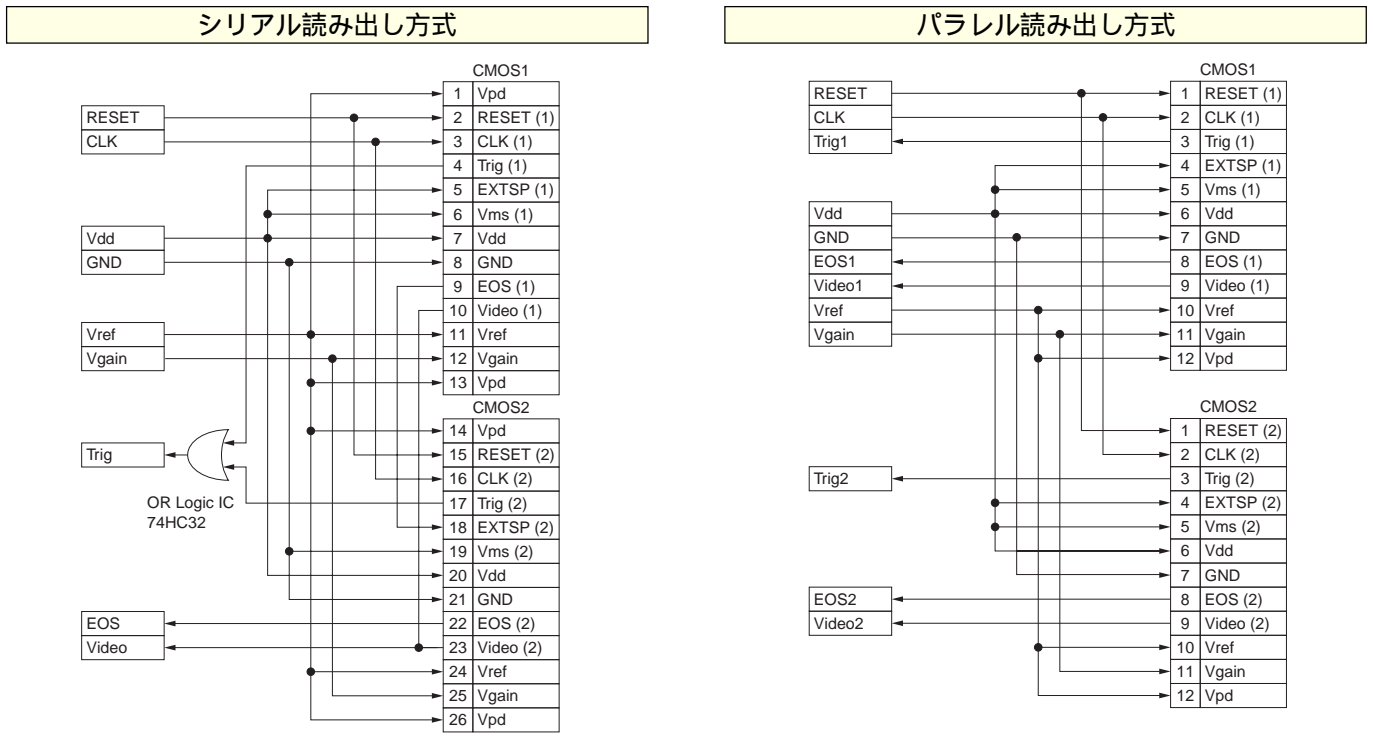 シリアル読み出し方式
CMOS1
1 Vpd
RESET 2 RESET (1)
CLK 3 CLK (1)
4 Trig (1)
5 EXTSP (1)
6 Vms (1)
Vdd 7 Vdd
GND 8 GND
9 EOS (1)
10 Video (1)
Vref 11 Vref
Vgain 12 Vgain
13 Vpd
CMOS2
14 Vpd
Trig 15 RESET (2)
16 CLK (2)
OR Logic IC 17 Trig (2)
74HC32
18 EXTSP (2)
19 Vms (2)
20 Vdd
21 GND
EOS 22 EOS (2)
Video 23 Video (2)
24 Vref
25 Vgain
26 Vpd
パラレル読み出し方式
CMOS1
RESET 1 RESET (1)
CLK 2 CLK (1)
Trig1 3 Trig (1)
4 EXTSP (1)
5 Vms (1)
Vdd 6 Vdd
GND 7 GND
EOS1 8 EOS (1)
Video1 9 Video (1)
Vref 10 Vref
Vgain 11 Vgain
12 Vpd
CMOS2
1 RESET (2)
2 CLK (2)
Trig2 3 Trig (2)
4 EXTSP (2)
5 Vms (2)
6 Vdd
7 GND
EOS2 8 EOS (2)
Video2 9 Video (2)
10 Vref
11 Vgain
12 Vpd